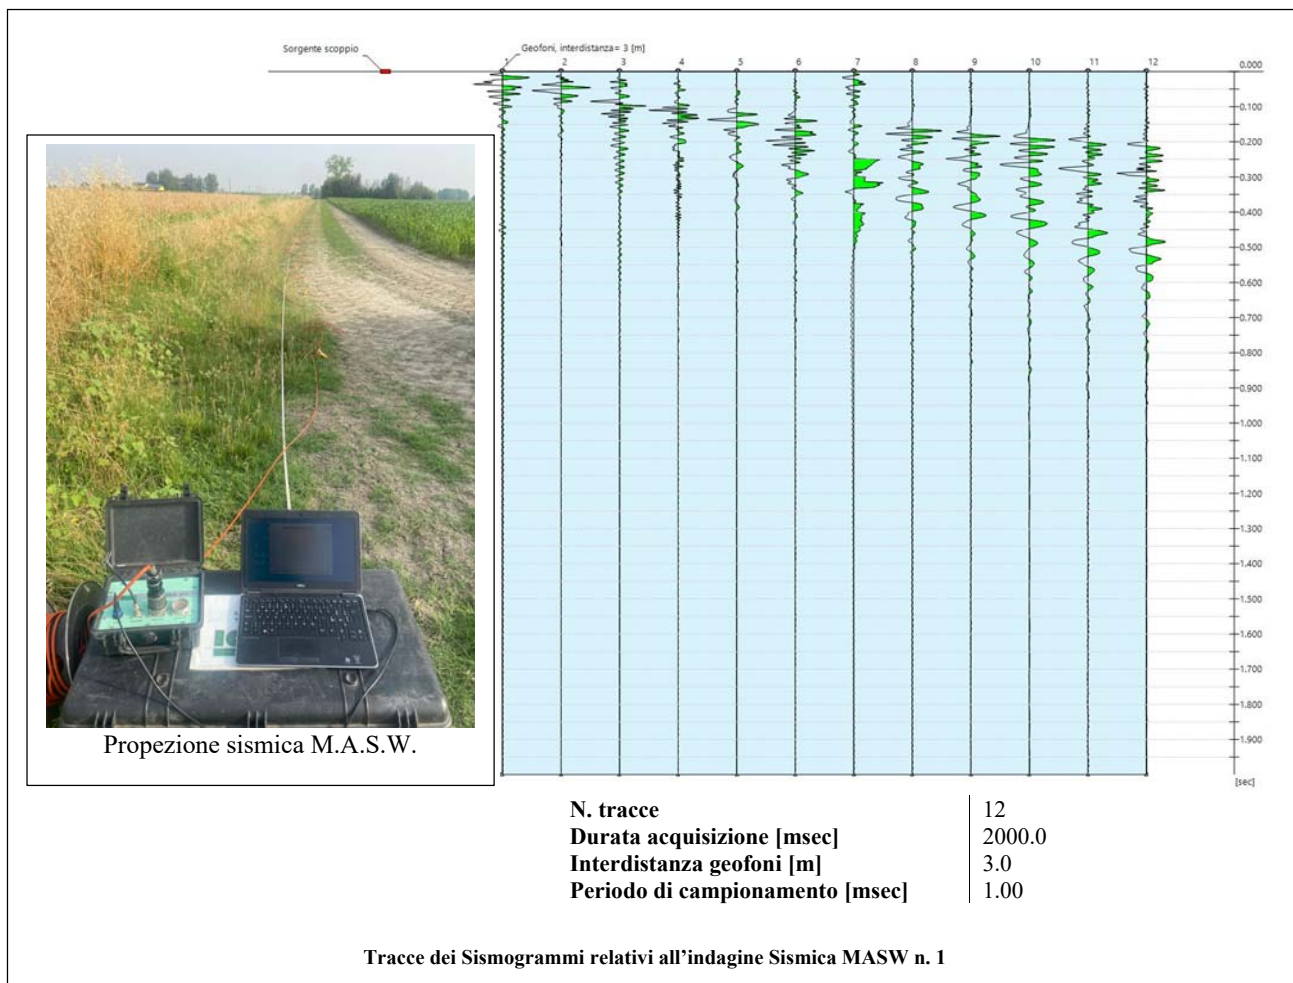 Sorgente scoppio
Geofoni, interdistanza= 3 [m]
1 2 3 4 5 6 7 8 9 10 11 12
0.000
0.100
0.200
0.300
0.400
0.500
0.600
0.700
0.800
0.900
1.000
1.100
1.200
1.300
1.400
1.500
1.600
1.700
1.800
1.900
[sec]
Propezione sismica M.A.S.W.
N. tracce 12
Durata acquisizione [msec] 2000.0
Interdistanza geofoni [m] 3.0
Periodo di campionamento [msec] 1.00
Tracce dei Sismogrammi relativi all'indagine Sismica MASW n. 1